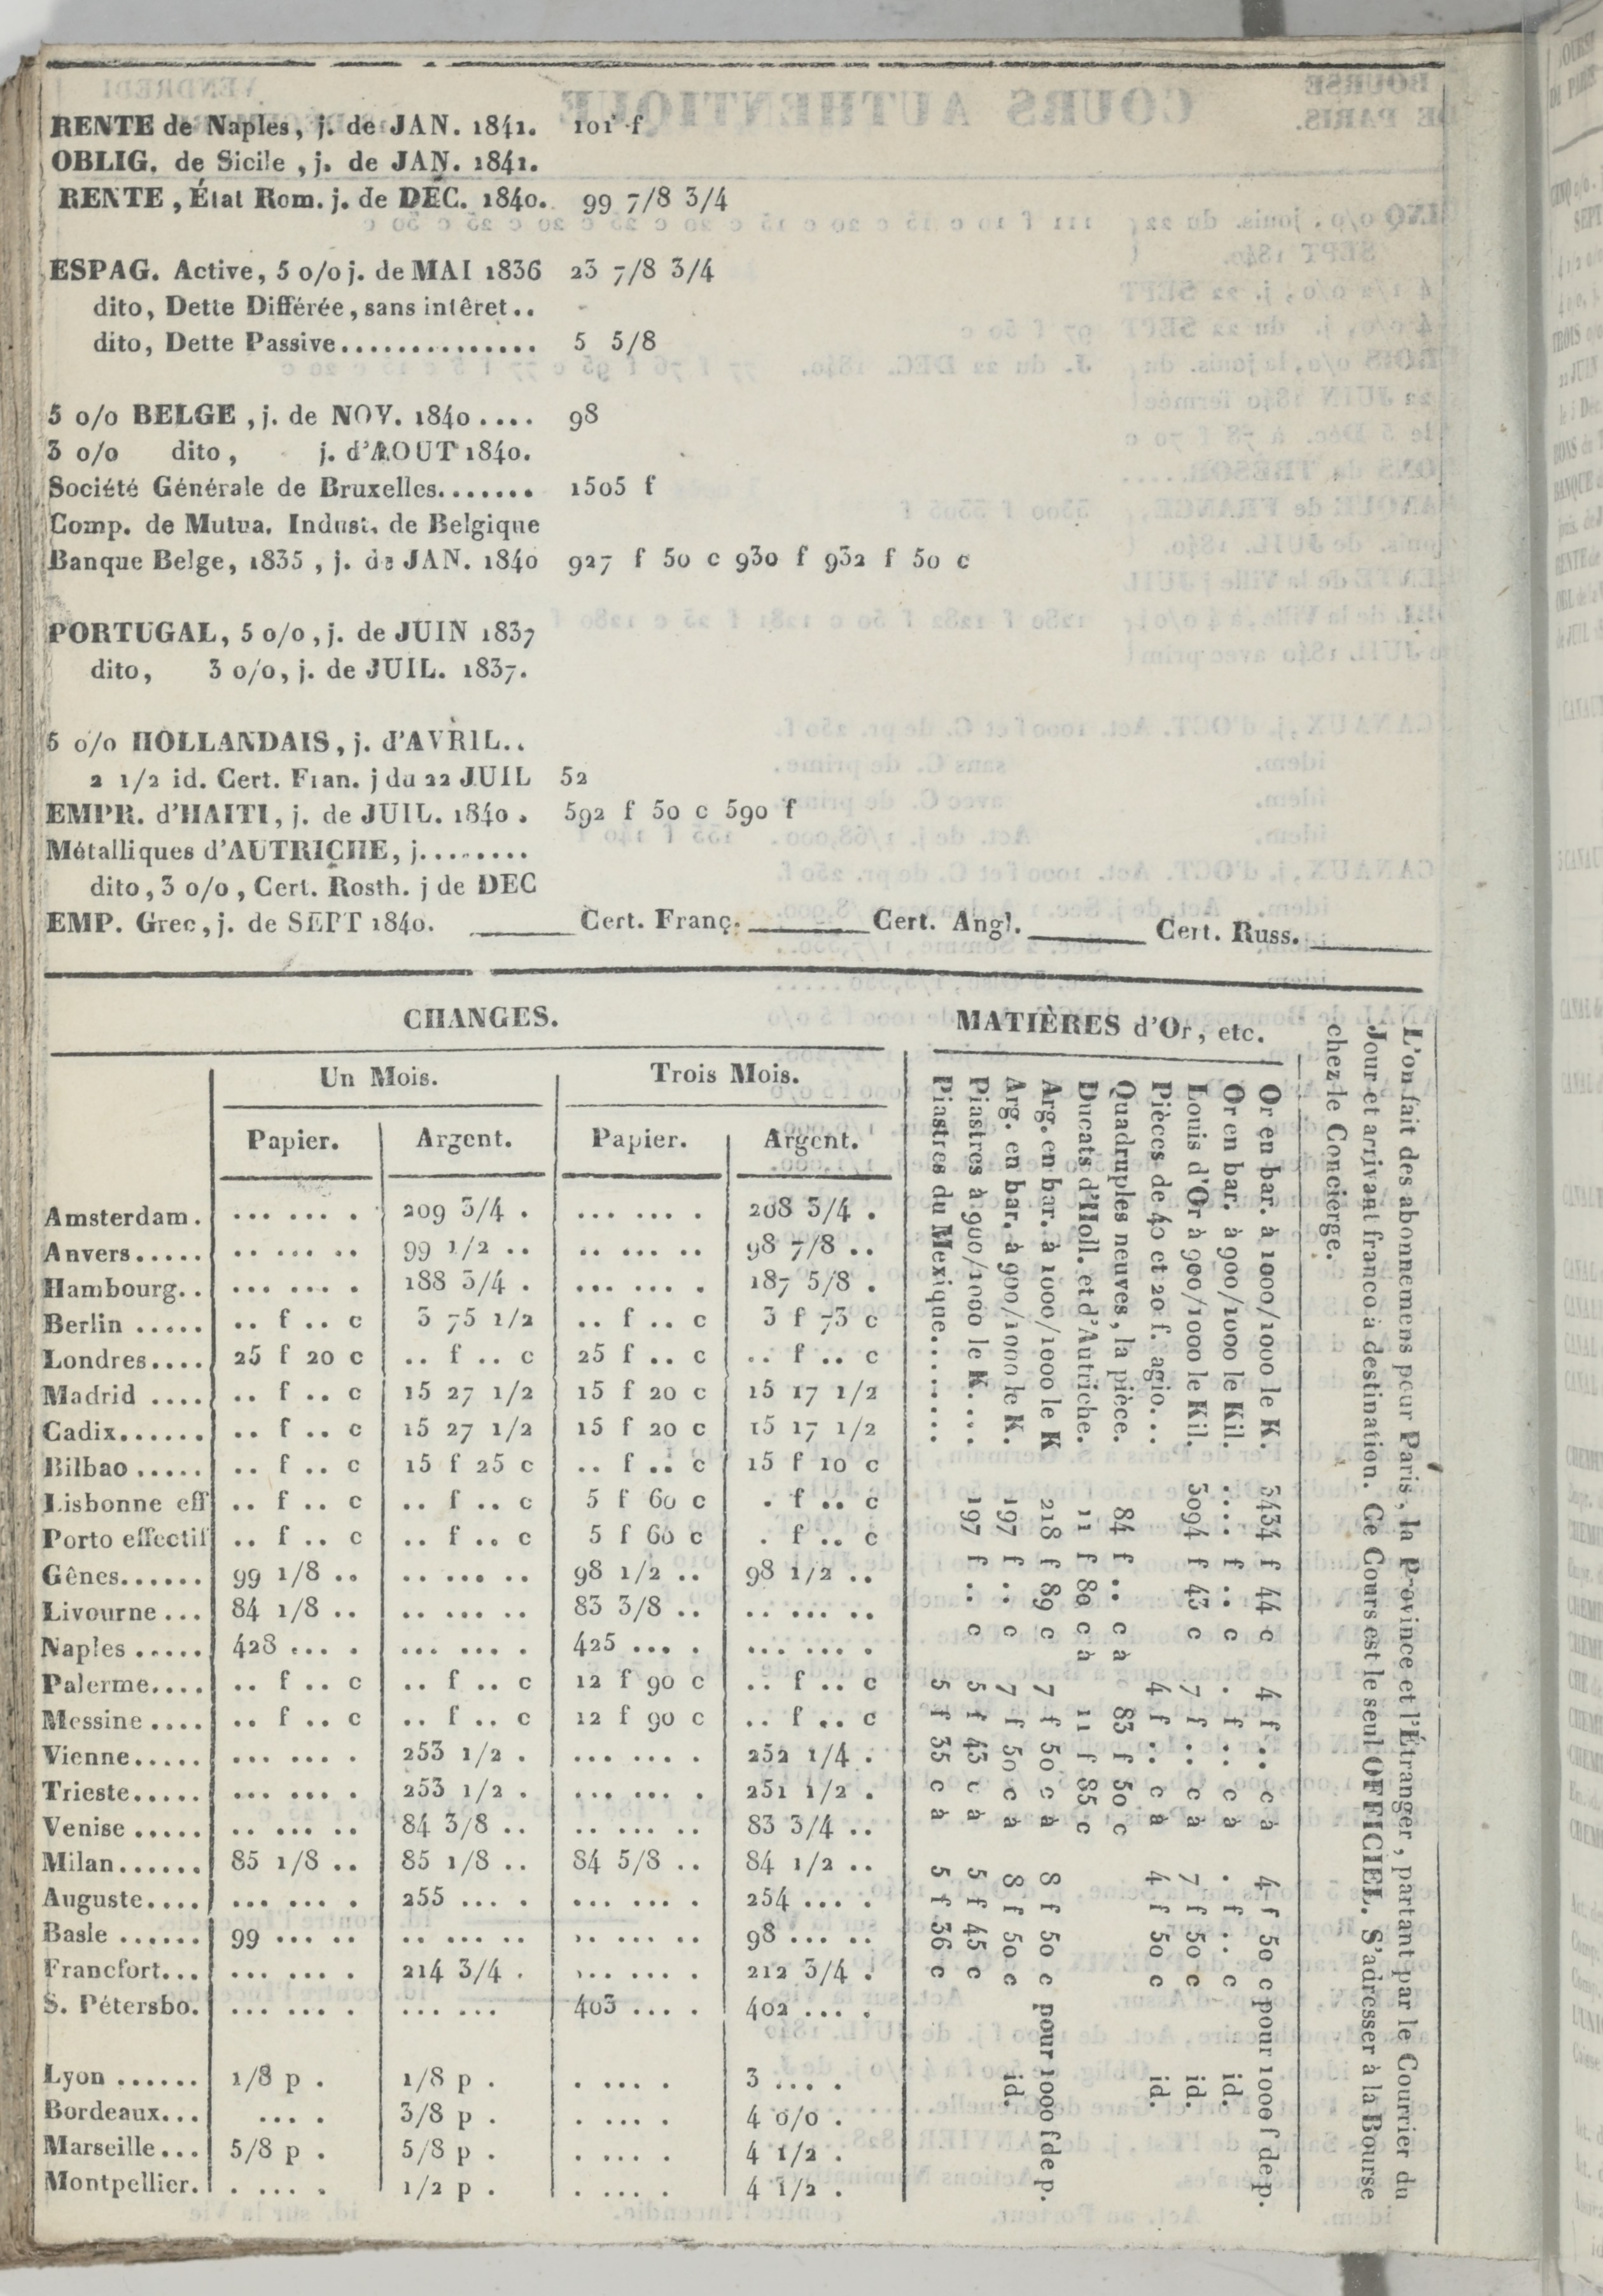 RENTE de Naples, j. de JAN. 1841. 101 f
OBLIG. de Sicile, j. de JAN. 1841.
RENTE, État Rom. j. de DÉC. 1840. 99 7/8 3/4
ESPAG. Active, 5 o/o j. de MAI 1836 23 7/8 3/4
dito, Dette Différée, sans intêret..
dito, Dette Passive.............. 5 5/8
5 o/o BELGE, j. de NOV. 1840.... 98
3 o/o dito, j. d'AOUT 1840.
Société Générale de Bruxelles....... 1505 f
Comp. de Mutua. Indust. de Belgique
Banque Belge, 1835, j. de JAN. 1840 927 f 50 c 930 f 932 f 50 c
PORTUGAL, 5 o/o, j. de JUIN 1837
dito, 3 o/o, j. de JUIL. 1837.
5 o/o HOLLANDAIS, j. d'AVRIL..
2 1/2 id. Cert. Fran. j du 22 JUIL 52
EMPR. d'HAITI, j. de JUIL. 1840. 592 f 50 c 590 f
Métalliques d'AUTRICHE, j........
dito, 3 o/o, Cert. Rosth. j de DEC
EMP. Grec, j. de SEPT 1840. ____ Cert. Franç. ____ Cert. Angl. ____ Cert. Russ. ____
CHANGES.
Un Mois. Trois Mois.
Papier. Argent. Papier. Argent.
Amsterdam. ... ... . 209 3/4 . ... ... . 208 3/4 .
Anvers..... .. ... .. 99 1/2 .. .. ... .. 98 7/8 ..
Hambourg.. ... ... . 188 3/4 . ... ... . 187 5/8 .
Berlin ..... .. f .. c 3 75 1/2 .. f .. c 3 f 73 c
Londres.... 25 f 20 c .. f .. c 25 f .. c .. f .. c
Madrid .... .. f .. c 15 27 1/2 15 f 20 c 15 17 1/2
Cadix...... .. f .. c 15 27 1/2 15 f 20 c 15 17 1/2
Bilbao ..... .. f .. c 15 f 25 c .. f .. c 15 f 10 c
Lisbonne eff .. f .. c .. f .. c 5 f 60 c . f .. c
Porto effectif .. f .. c .. f .. c 5 f 60 c . f .. c
Gênes...... 99 1/8 .. .. ... .. 98 1/2 .. 98 1/2 ..
Livourne ... 84 1/8 .. .. ... .. 83 3/8 .. .. ... ..
Naples ..... 428 ... . ... ... . 425 ... . ... ... .
Palerme.... .. f .. c .. f .. c 12 f 90 c .. f .. c
Messine .... .. f .. c .. f .. c 12 f 90 c .. f .. c
Vienne..... ... ... . 253 1/2 . ... ... . 252 1/4 .
Trieste..... ... ... . 253 1/2 . ... ... . 251 1/2 .
Venise ..... .. ... .. 84 3/8 .. .. ... .. 83 3/4 ..
Milan...... 85 1/8 .. 85 1/8 .. 84 5/8 .. 84 1/2 ..
Auguste.... ... ... . 255 ... . ... ... . 254 ... .
Basle ...... 99 ... .. .. ... .. .. ... .. 98 ... ..
Francfort... ... ... . 214 3/4 . ... ... . 212 3/4 .
S. Pétersbo. ... ... . ... ... 403 ... . 402 ... .
Lyon ...... 1/8 p . 1/8 p . . ... . 3 ... .
Bordeaux... ... . 3/8 p . . ... . 4 o/o .
Marseille... 5/8 p . 5/8 p . . ... . 4 1/2 .
Montpellier. . ... . 1/2 p . . ... . 4 1/2 .
MATIÈRES d'Or, etc.
Or en bar. à 1000/1000 le K. 3434 f 44 c 4 f .. c à 4 f 50 c pour 1000 f de p.
Or en bar. à 900/1000 le Kil. .... f .. c . f .. c à . f .. c id.
Louis d'Or à 900/1000 le Kil. 3094 f 43 c 7 f .. c à 7 f 50 c id.
Pièces de 40 et 20 f. agio... 4 f .. c à 4 f 50 c id.
Quadruples neuves, la pièce. 84 f .. c à 83 f 50 c
Ducats d'Holl. et d'Autriche. 11 f 80 c à 11 f 85 c
Arg. en bar. à 1000/1000 le K 218 f 89 c 7 f 50 c à 8 f 50 c pour 1000 f de p.
Arg. en bar. à 900/1000 le K. 197 f .. c 7 f 50 c à 8 f 50 c id.
Piastres à 900/1000 le K.... 197 f .. c 5 f 43 c à 5 f 45 c
Piastres du Mexique........ 5 f 35 c à 5 f 36 c
L'on fait des abonnemens pour Paris, la Province et l'Étranger, partant par le Courrier du
Jour et arrivant franco à destination. Ce Cours est le seul OFFICIEL. S'adresser à la Bourse
chez le Concierge.